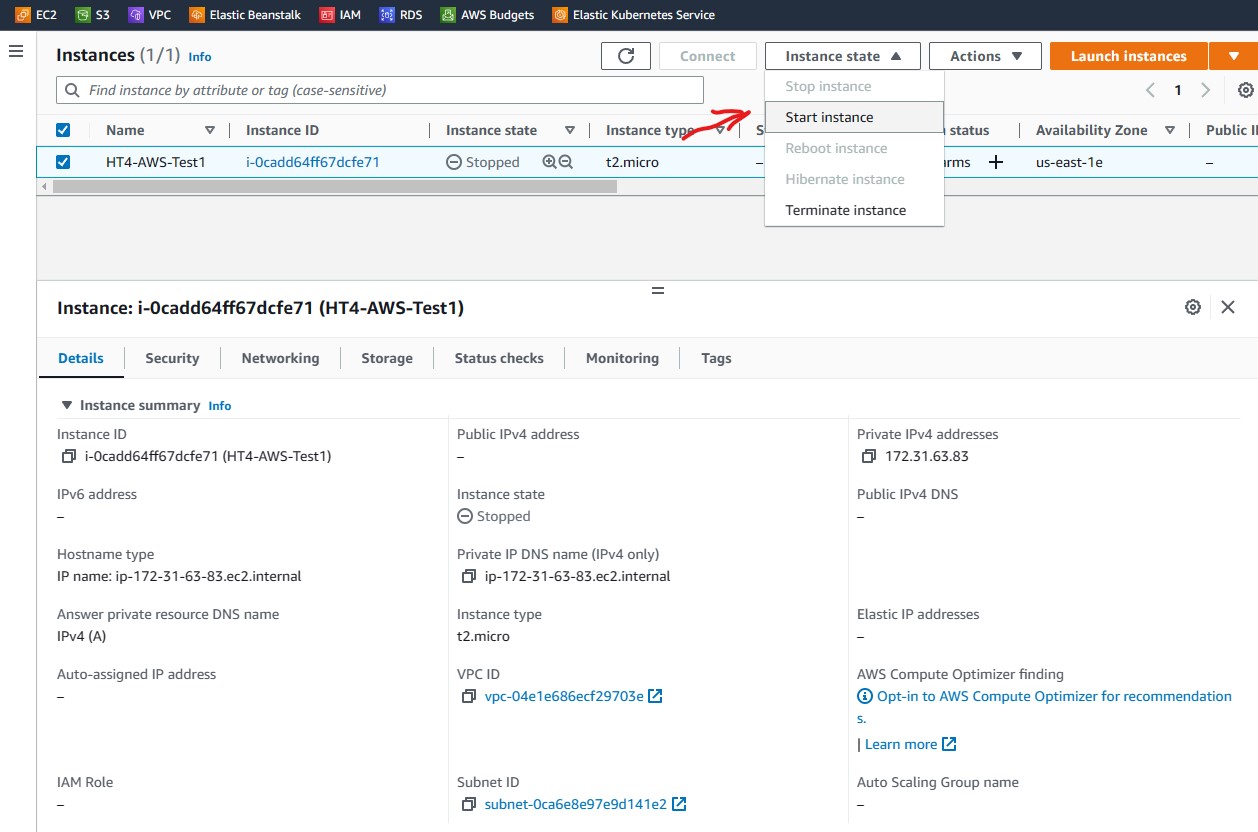 EC2 S3 VPC Elastic Beanstalk IAM RDS AWS Budgets Elastic Kubernetes Service
Instances (1/1) Info
Connect Instance state Actions Launch instances
Find instance by attribute or tag (case-sensitive) 1
Stop instance
Start instance
Reboot instance
Hibernate instance
Terminate instance
Name Instance ID Instance state Instance type status Availability Zone
HT4-AWS-Test1 i-0cadd64ff67dcfe71 Stopped t2.micro – us-east-1e –
Instance: i-0cadd64ff67dcfe71 (HT4-AWS-Test1)
Details Security Networking Storage Status checks Monitoring Tags
Instance summary Info
Instance ID
i-0cadd64ff67dcfe71 (HT4-AWS-Test1)
Public IPv4 address
–
Private IPv4 addresses
172.31.63.83
IPv6 address
–
Instance state
Stopped
Public IPv4 DNS
–
Hostname type
IP name: ip-172-31-63-83.ec2.internal
Private IP DNS name (IPv4 only)
ip-172-31-63-83.ec2.internal
Answer private resource DNS name
IPv4 (A)
Instance type
t2.micro
Elastic IP addresses
–
Auto-assigned IP address
–
VPC ID
vpc-04e1e686ecf29703e
AWS Compute Optimizer finding
Opt-in to AWS Compute Optimizer for recommendation
s.
| Learn more
IAM Role
–
Subnet ID
subnet-0ca6e8e97e9d141e2
Auto Scaling Group name
–